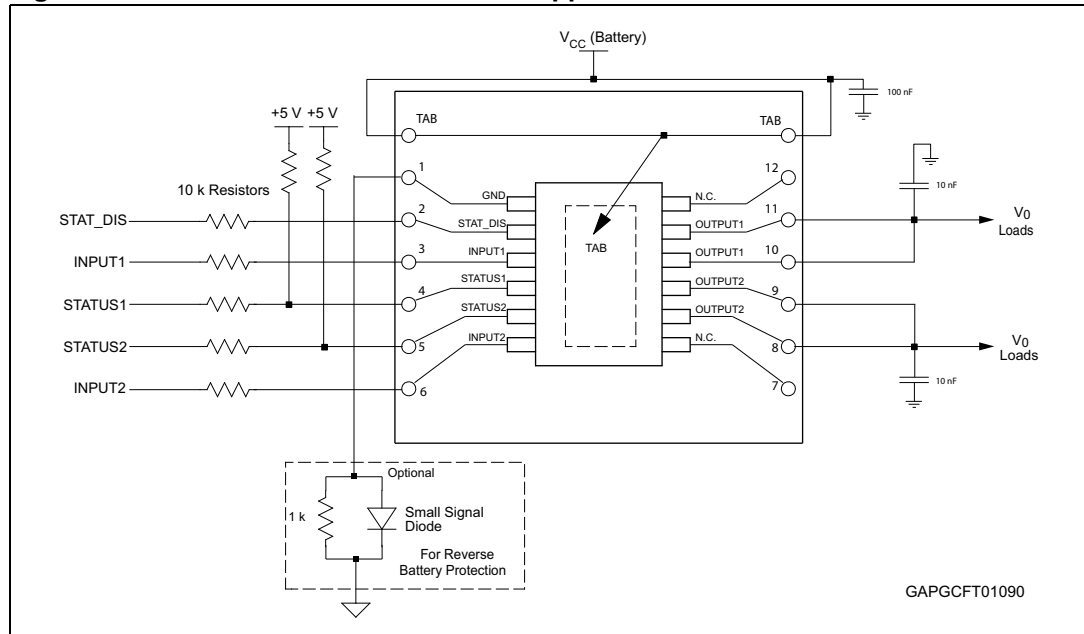 V_CC (Battery)
100 nF
+5 V +5 V
TAB
TAB
1
12
10 k Resistors
GND
N.C.
10 nF
STAT_DIS
2
STAT_DIS
TAB
OUTPUT1
11
V0
Loads
INPUT1
3
INPUT1
OUTPUT1
10
STATUS1
4
STATUS1
OUTPUT2
9
STATUS2
5
STATUS2
OUTPUT2
8
V0
Loads
INPUT2
6
INPUT2
N.C.
7
10 nF
Optional
1 k
Small Signal
Diode
For Reverse
Battery Protection
GAPGCFT01090